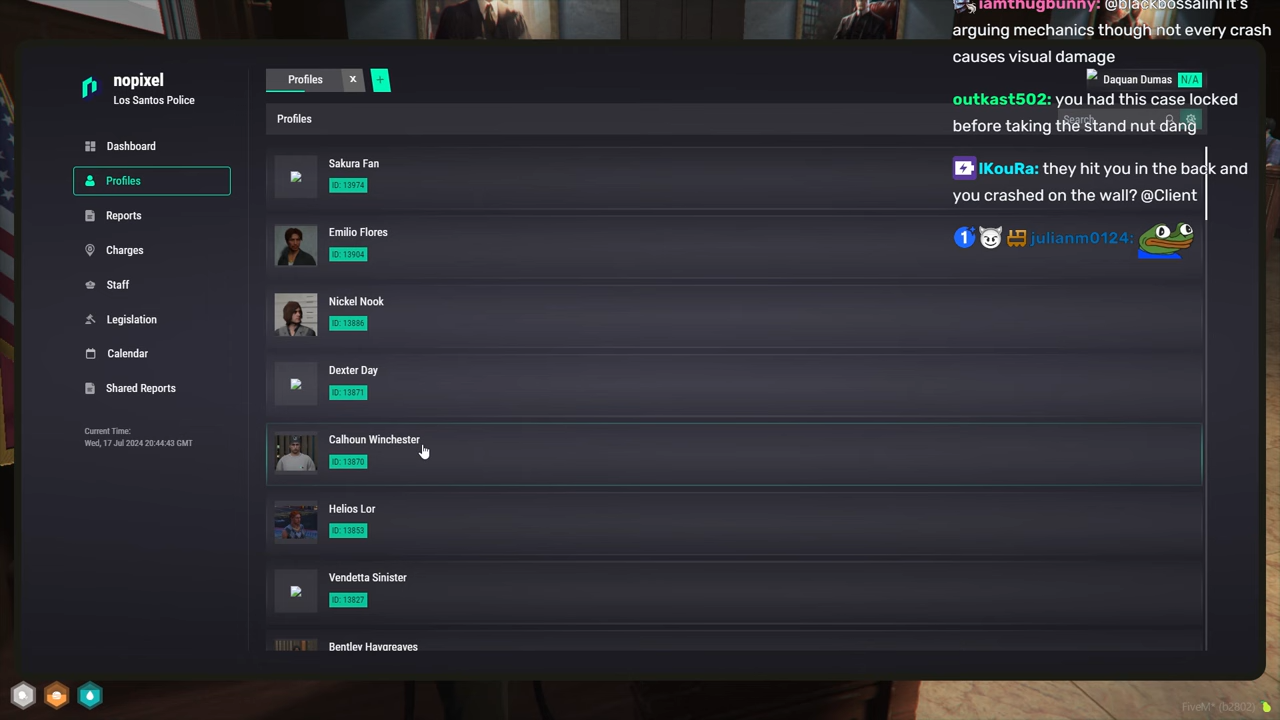 nopixel
Los Santos Police
Dashboard
Profiles
Reports
Charges
Staff
Legislation
Calendar
Shared Reports
Current Time:
Wed, 17 Jul 2024 20:44:43 GMT
Profiles x +
Daquan Dumas N/A
Profiles
Search
Sakura Fan
ID: 13974
Emilio Flores
ID: 13904
Nickel Nook
ID: 13886
Dexter Day
ID: 13871
Calhoun Winchester
ID: 13870
Helios Lor
ID: 13853
Vendetta Sinister
ID: 13827
Bentley Haygreaves
iamthugbunny: @blackbossalini it's
arguing mechanics though not every crash
causes visual damage
outkast502: you had this case locked
before taking the stand nut dang
lKouRa: they hit you in the back and
you crashed on the wall? @Client
1 julianm0124:
FiveM* (b2802)